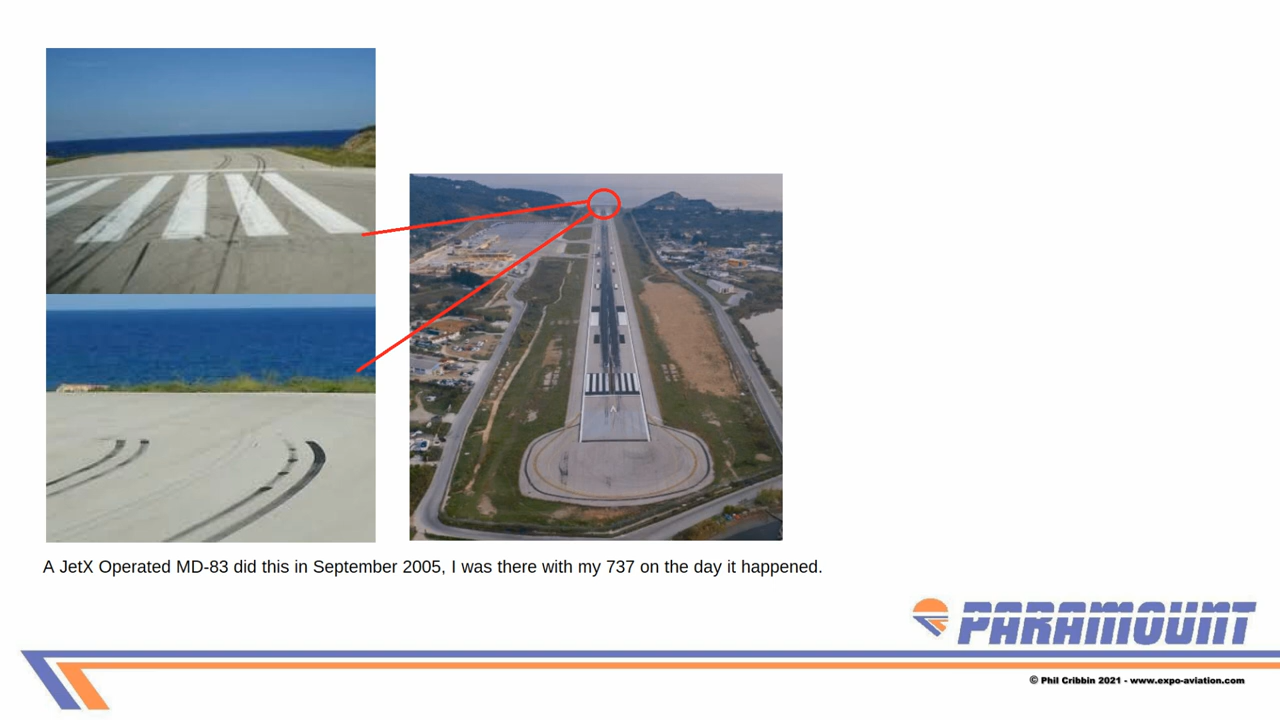 A JetX Operated MD-83 did this in September 2005, I was there with my 737 on the day it happened.
PARAMOUNT
© Phil Cribbin 2021 - www.expo-aviation.com